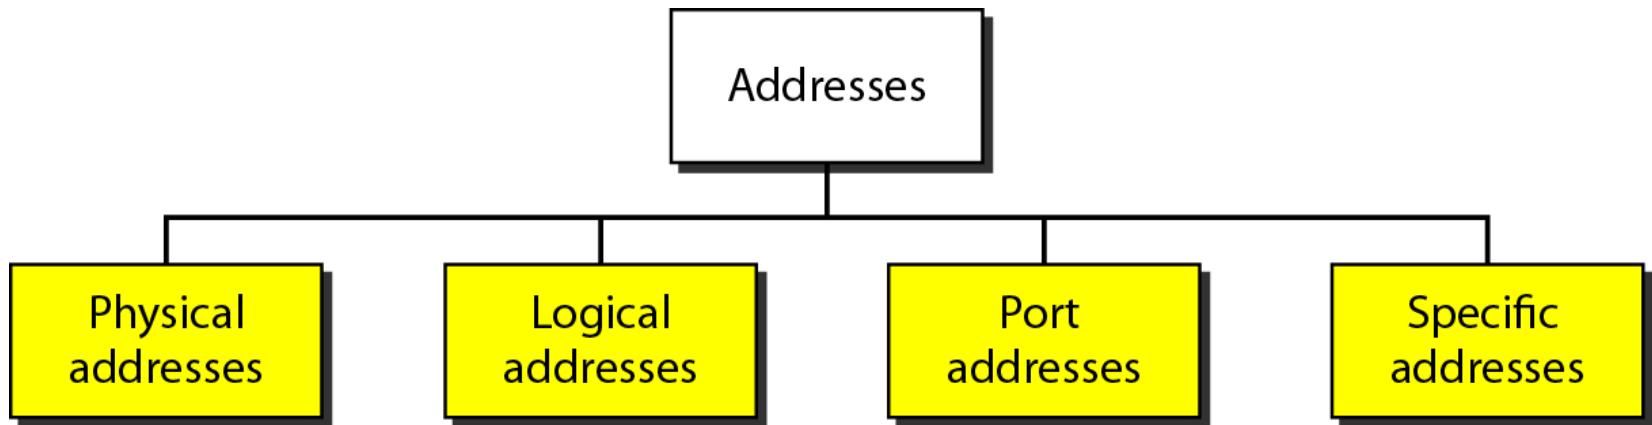 Addresses
Physical
addresses
Logical
addresses
Port
addresses
Specific
addresses